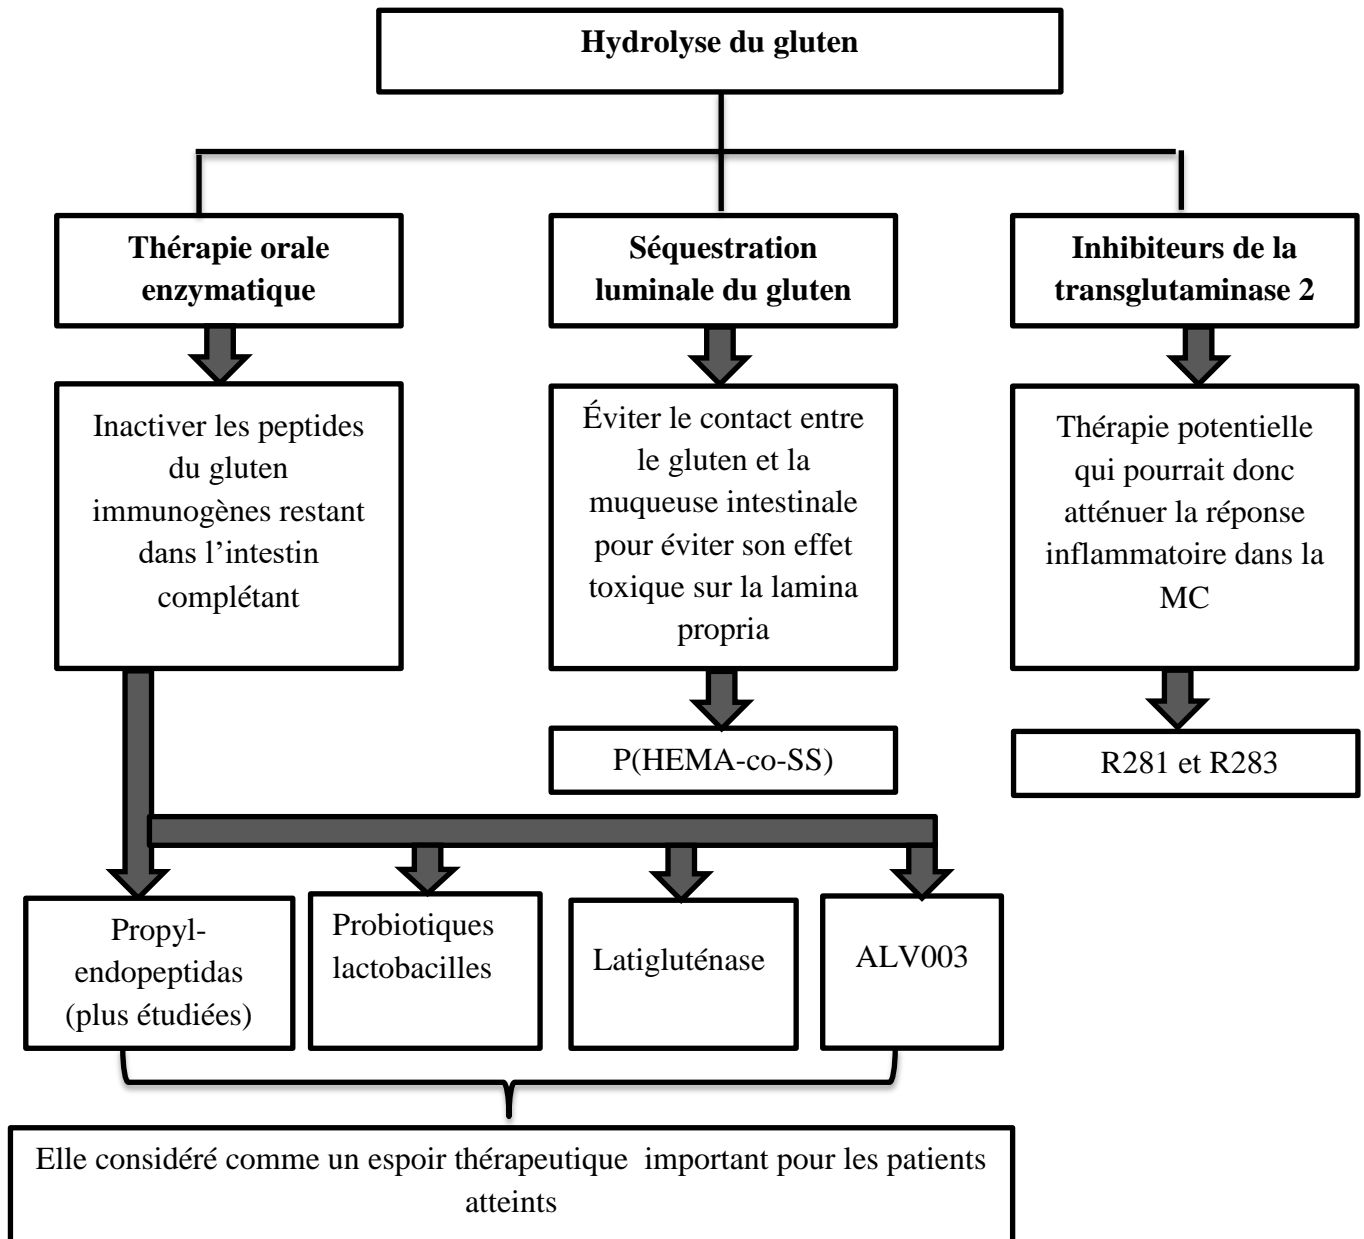 Hydrolyse du gluten
Thérapie orale
enzymatique
Séquestration
luminale du gluten
Inhibiteurs de la
transglutaminase 2
Inactiver les peptides
du gluten
immunogènes restant
dans l’intestin
complétant
Éviter le contact entre
le gluten et la
muqueuse intestinale
pour éviter son effet
toxique sur la lamina
propria
Thérapie potentielle
qui pourrait donc
atténuer la réponse
inflammatoire dans la
MC
P(HEMA-co-SS)
R281 et R283
Propyl-
endopeptidas
(plus étudiées)
Probiotiques
lactobacilles
Latigluténase
ALV003
Elle considéré comme un espoir thérapeutique important pour les patients
atteints